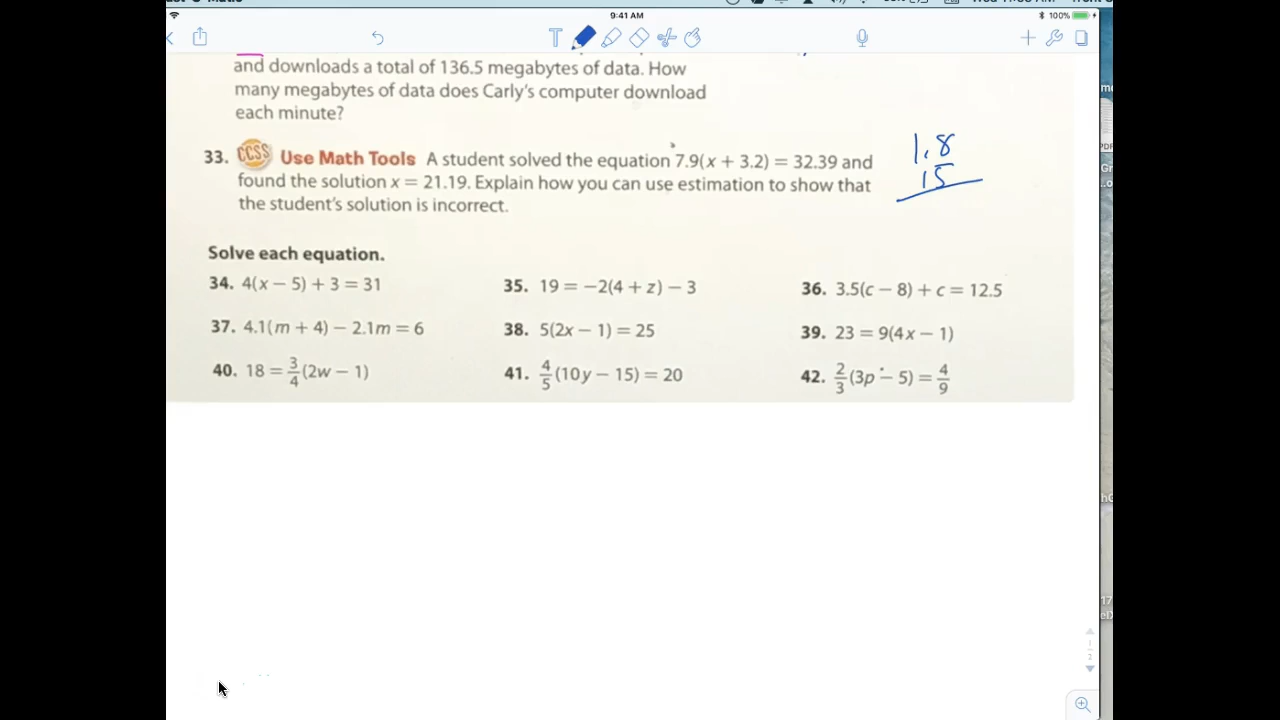 9:41 AM
100%
T
and downloads a total of 136.5 megabytes of data. How
many megabytes of data does Carly's computer download
each minute?
33. CCSS Use Math Tools A student solved the equation 7.9(x + 3.2) = 32.39 and
found the solution x = 21.19. Explain how you can use estimation to show that
the student's solution is incorrect.
1.8
15
Solve each equation.
34. 4(x − 5) + 3 = 31
35. 19 = −2(4 + z) − 3
36. 3.5(c − 8) + c = 12.5
37. 4.1(m + 4) − 2.1m = 6
38. 5(2x − 1) = 25
39. 23 = 9(4x − 1)
40. 18 = 3/4(2w − 1)
41. 4/5(10y − 15) = 20
42. 2/3(3p − 5) = 4/9